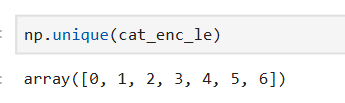 np.unique(cat_enc_le)
array([0, 1, 2, 3, 4, 5, 6])